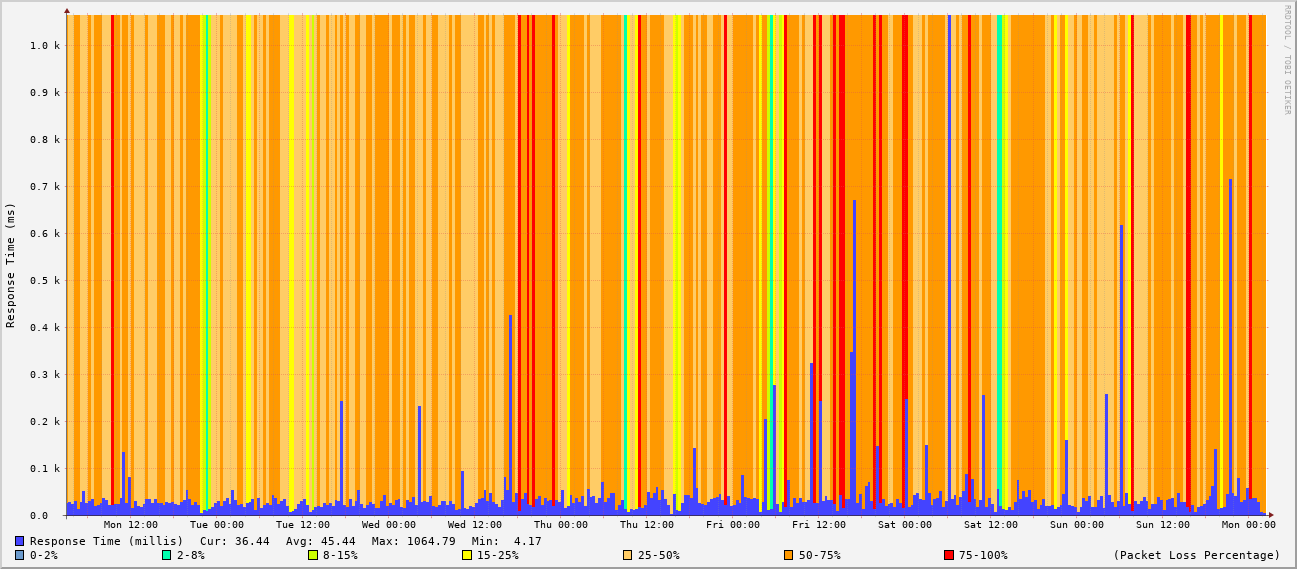 RRDTOOL / TOBI OETIKER
Response Time (ms)
1.0 k
0.9 k
0.8 k
0.7 k
0.6 k
0.5 k
0.4 k
0.3 k
0.2 k
0.1 k
0.0
Mon 12:00 Tue 00:00 Tue 12:00 Wed 00:00 Wed 12:00 Thu 00:00 Thu 12:00 Fri 00:00 Fri 12:00 Sat 00:00 Sat 12:00 Sun 00:00 Sun 12:00 Mon 00:00
Response Time (millis) Cur: 36.44 Avg: 45.44 Max: 1064.79 Min: 4.17
0-2% 2-8% 8-15% 15-25% 25-50% 50-75% 75-100% (Packet Loss Percentage)